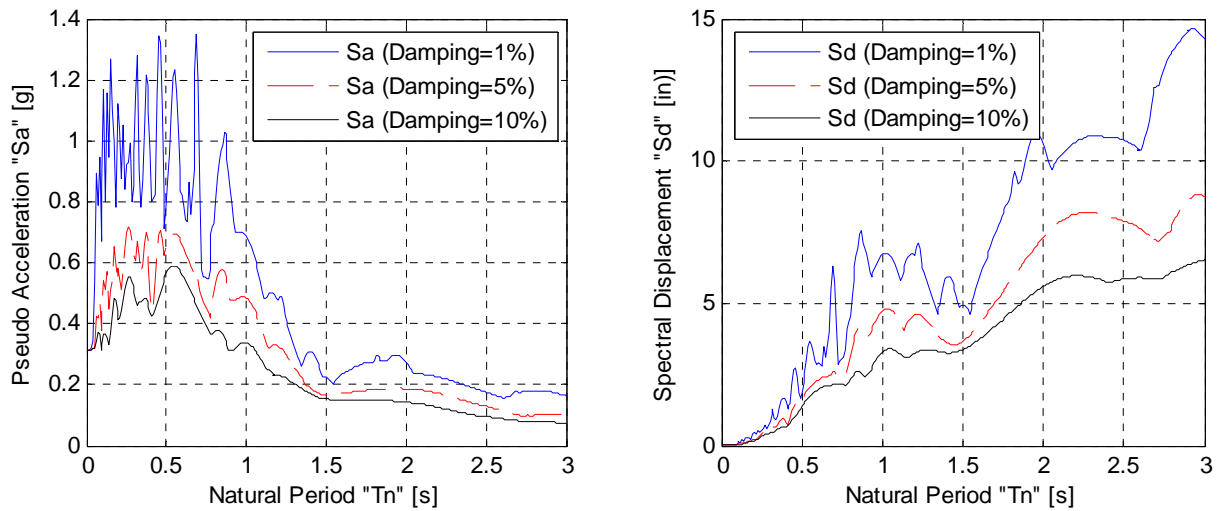 Pseudo Acceleration "Sa" [g]
1.4
1.2
1
0.8
0.6
0.4
0.2
0
Sa (Damping=1%)
Sa (Damping=5%)
Sa (Damping=10%)
0 0.5 1 1.5 2 2.5 3
Natural Period "Tn" [s]
Spectral Displacement "Sd" [in)]
15
10
5
0
Sd (Damping=1%)
Sd (Damping=5%)
Sd (Damping=10%)
0 0.5 1 1.5 2 2.5 3
Natural Period "Tn" [s]